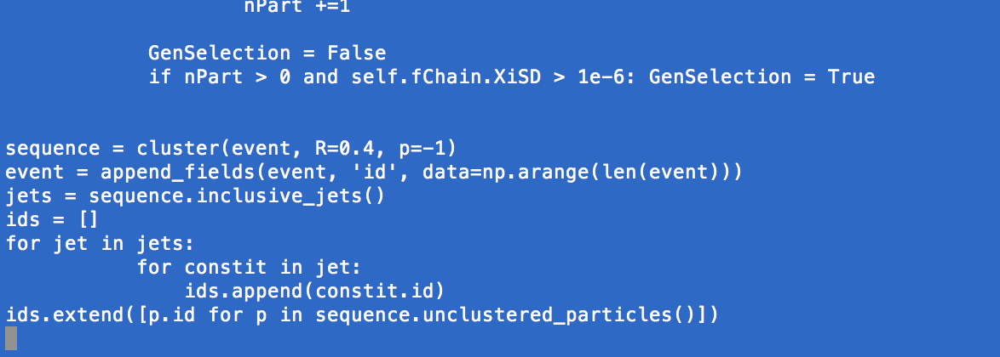 nPart +=1
GenSelection = False
if nPart > 0 and self.fChain.XiSD > 1e-6: GenSelection = True
sequence = cluster(event, R=0.4, p=-1)
event = append_fields(event, 'id', data=np.arange(len(event)))
jets = sequence.inclusive_jets()
ids = []
for jet in jets:
for constit in jet:
ids.append(constit.id)
ids.extend([p.id for p in sequence.unclustered_particles()])